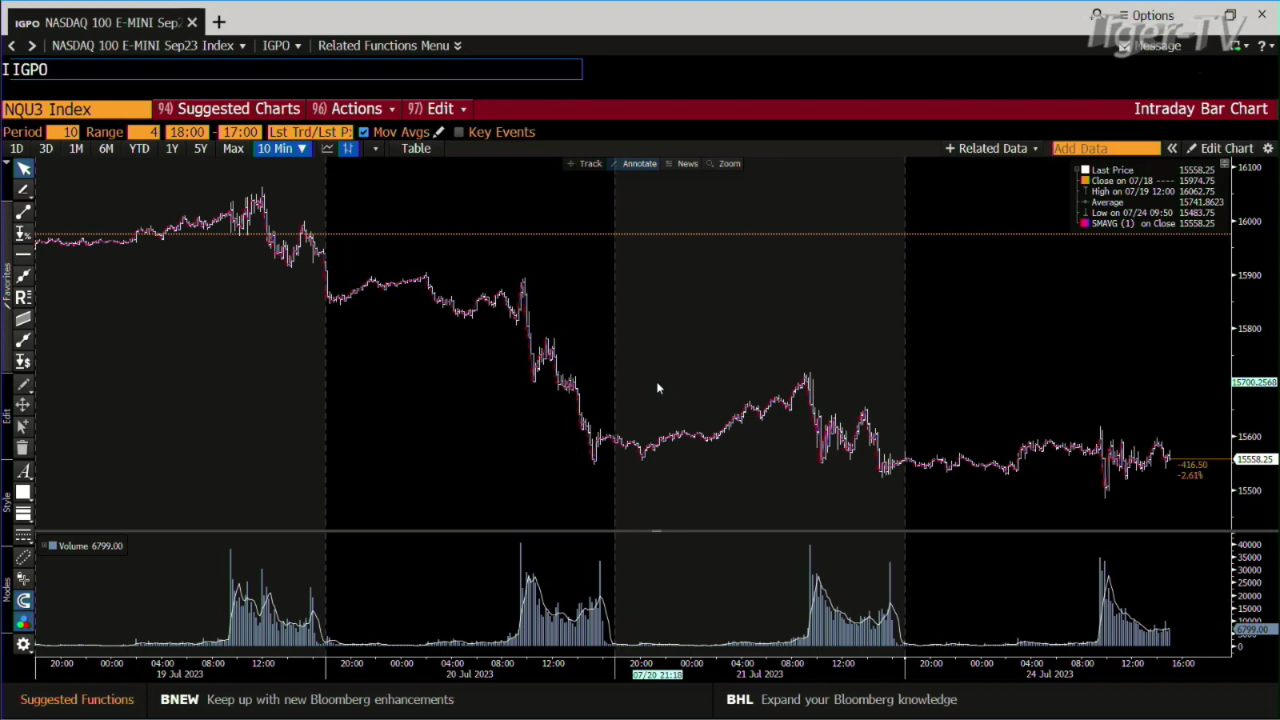 IGPO NASDAQ 100 E-MINI Sep
Options
Tiger-TV
NASDAQ 100 E-MINI Sep23 Index IGPO Related Functions Menu
Message
IIGPO
NQU3 Index 94) Suggested Charts 96) Actions 97) Edit Intraday Bar Chart
Period 10 Range 4 18:00 - 17:00 Lst Trd/Lst P: Mov Avgs Key Events
1D 3D 1M 6M YTD 1Y 5Y Max 10 Min Table + Related Data Add Data Edit Chart
Track Annotate News Zoom
Last Price 15558.25
Close on 07/18 ---- 15974.75
High on 07/19 12:00 16062.75
Average 15741.8623
Low on 07/24 09:50 15483.75
SMAVG (1) on Close 15558.25
Favorites
Edit
Style
Modes
16100
16000
15900
15800
15700.2568
15600
15558.25
15500
-416.50
-2.61%
Volume 6799.00
40000
35000
30000
25000
20000
15000
10000
6799.00
0
20:00 00:00 04:00 08:00 12:00 20:00 00:00 04:00 08:00 12:00 20:00 00:00 04:00 08:00 12:00 20:00 00:00 04:00 08:00 12:00 16:00
19 Jul 2023 20 Jul 2023 07/20 21:18 21 Jul 2023 24 Jul 2023
Suggested Functions BNEW Keep up with new Bloomberg enhancements BHL Expand your Bloomberg knowledge